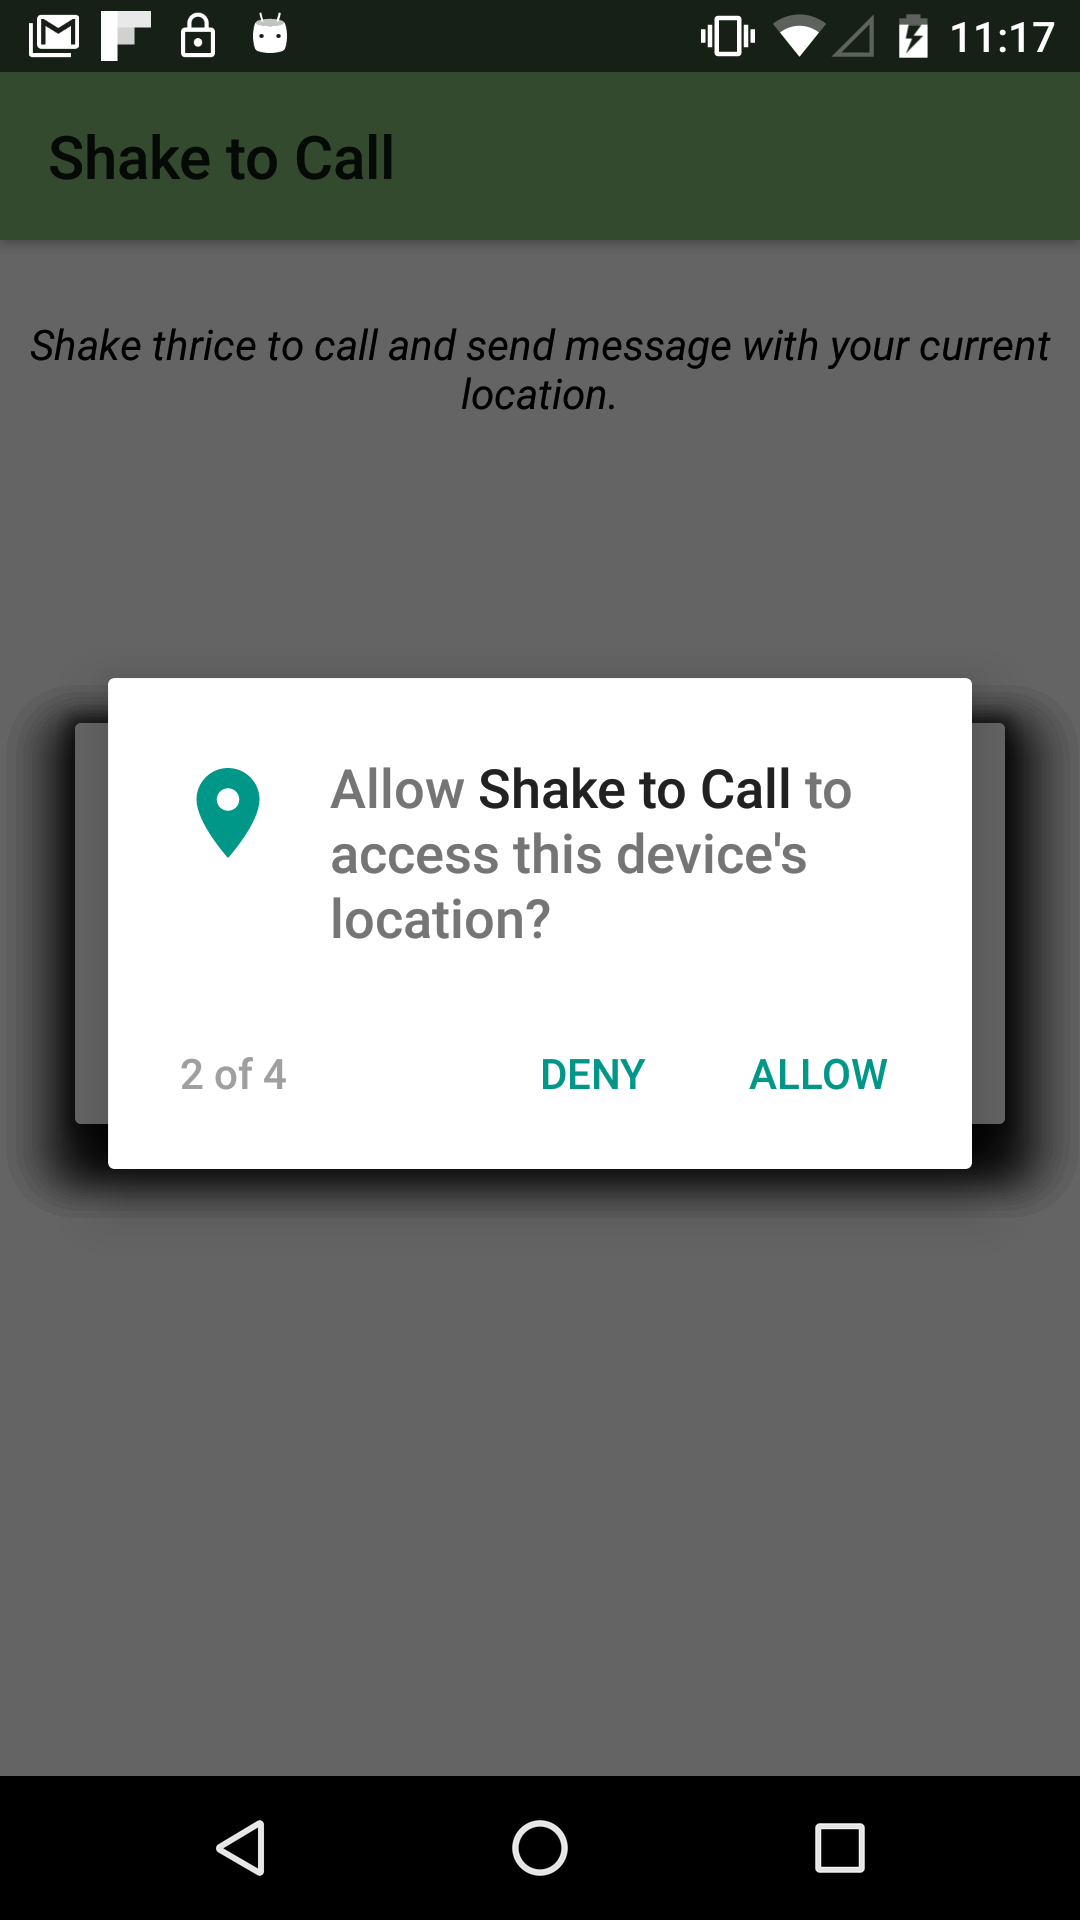 11:17
Shake to Call
Shake thrice to call and send message with your current
location.
Allow Shake to Call to
access this device's
location?
2 of 4
DENY
ALLOW